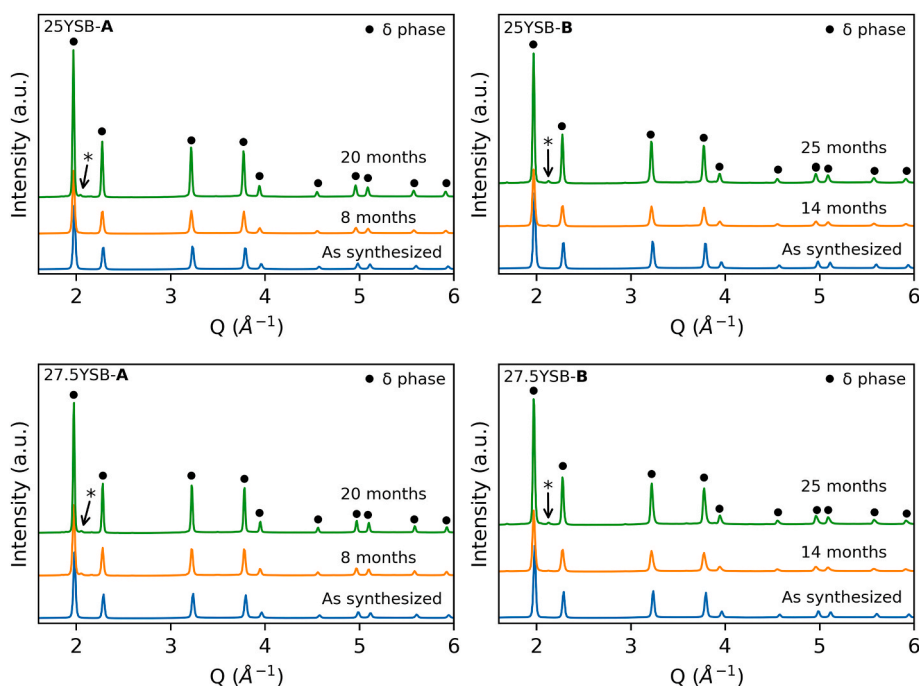 25YSB-A
● δ phase
*
20 months
8 months
As synthesized
Intensity (a.u.)
2 3 4 5 6
Q (Å⁻¹)
25YSB-B
● δ phase
*
25 months
14 months
As synthesized
Intensity (a.u.)
2 3 4 5 6
Q (Å⁻¹)
27.5YSB-A
● δ phase
*
20 months
8 months
As synthesized
Intensity (a.u.)
2 3 4 5 6
Q (Å⁻¹)
27.5YSB-B
● δ phase
*
25 months
14 months
As synthesized
Intensity (a.u.)
2 3 4 5 6
Q (Å⁻¹)